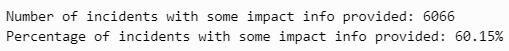 Number of incidents with some impact info provided: 6066
Percentage of incidents with some impact info provided: 60.15%